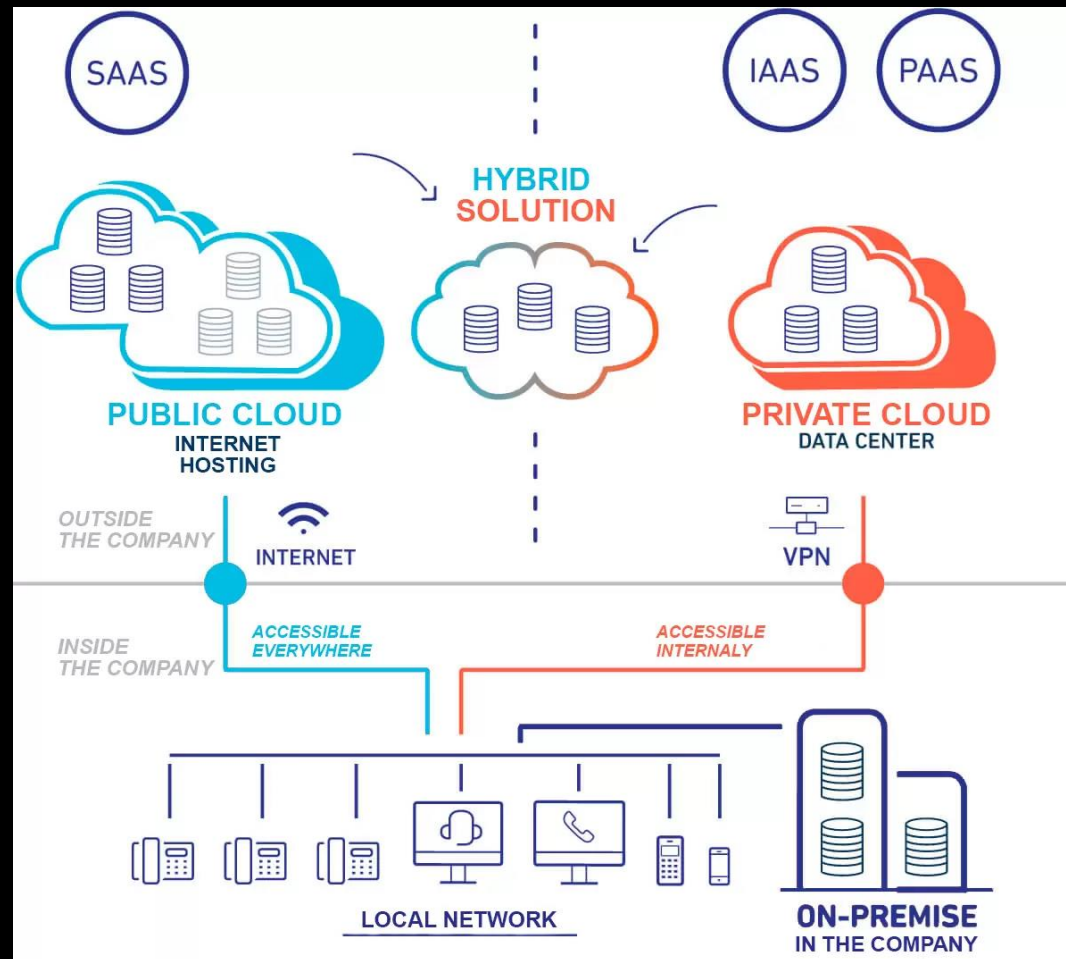 SAAS
IAAS
PAAS
HYBRID
SOLUTION
PUBLIC CLOUD
INTERNET
HOSTING
PRIVATE CLOUD
DATA CENTER
OUTSIDE
THE COMPANY
INTERNET
VPN
INSIDE
THE COMPANY
ACCESSIBLE
EVERYWHERE
ACCESSIBLE
INTERNALY
LOCAL NETWORK
ON-PREMISE
IN THE COMPANY